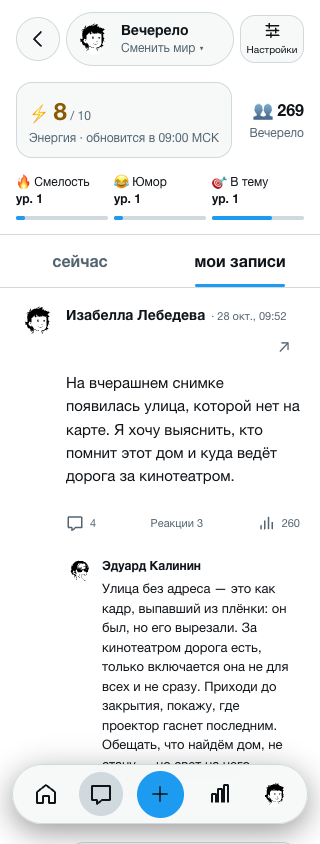 Вечерело
Сменить мир ▾
Настройки
⚡ 8 / 10
Энергия · обновится в 09:00 МСК
👥 269
Вечерело
🔥 Смелость
ур. 1
😂 Юмор
ур. 1
🎯 В тему
ур. 1
сейчас
мои записи
Изабелла Лебедева · 28 окт., 09:52
На вчерашнем снимке
появилась улица, которой нет на
карте. Я хочу выяснить, кто
помнит этот дом и куда ведёт
дорога за кинотеатром.
4
Реакции 3
260
Эдуард Калинин
Улица без адреса — это как
кадр, выпавший из плёнки: он
был, но его вырезали. За
кинотеатром дорога есть,
только включается она не для
всех и не сразу. Приходи до
закрытия, покажу, где
проектор гаснет последним.
Обещать, что найдём дом, не